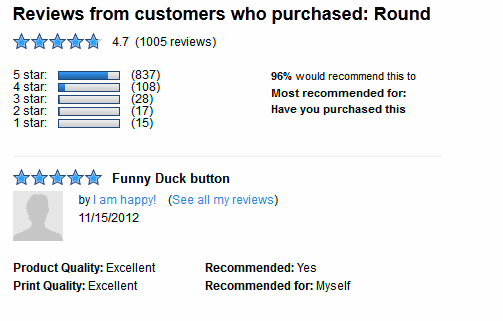 Reviews from customers who purchased: Round
4.7 (1005 reviews)
5 star: (837)
4 star: (108)
3 star: (28)
2 star: (17)
1 star: (15)
96% would recommend this to
Most recommended for:
Have you purchased this
Funny Duck button
by I am happy! (See all my reviews)
11/15/2012
Product Quality: Excellent
Print Quality: Excellent
Recommended: Yes
Recommended for: Myself